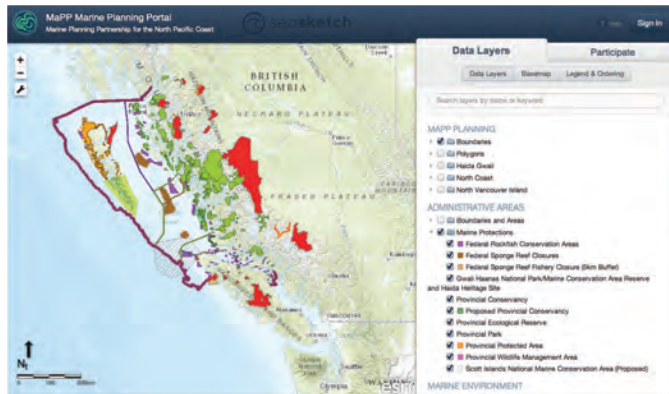 MaPP Marine Planning Portal
Marine Planning Partnership for the North Pacific Coast
seasketch
Sign In
Data Layers
Participate
Data Layers
Basemap
Legend & Ordering
Search layers by name or keyword
MAPP PLANNING
Boundaries
Polygons
Haida Gwaii
North Coast
North Vancouver Island
ADMINISTRATIVE AREAS
Boundaries and Areas
Marine Protections
Federal Rockfish Conservation Areas
Federal Sponge Reef Closures
Federal Sponge Reef Fishery Closure (5km Buffer)
Gwaii Haanas National Park/Marine Conservation Area Reserve
and Haida Heritage Site
Provincial Conservancy
Proposed Provincial Conservancy
Provincial Ecological Reserve
Provincial Park
Provincial Protected Area
Provincial Wildlife Management Area
Scott Islands National Marine Conservation Area (Proposed)
MARINE ENVIRONMENT
BRITISH
COLUMBIA
NECHAKO PLATEAU
FRASER PLATEAU
Vancouver
Nanaimo
Seattle
Olympia
esri